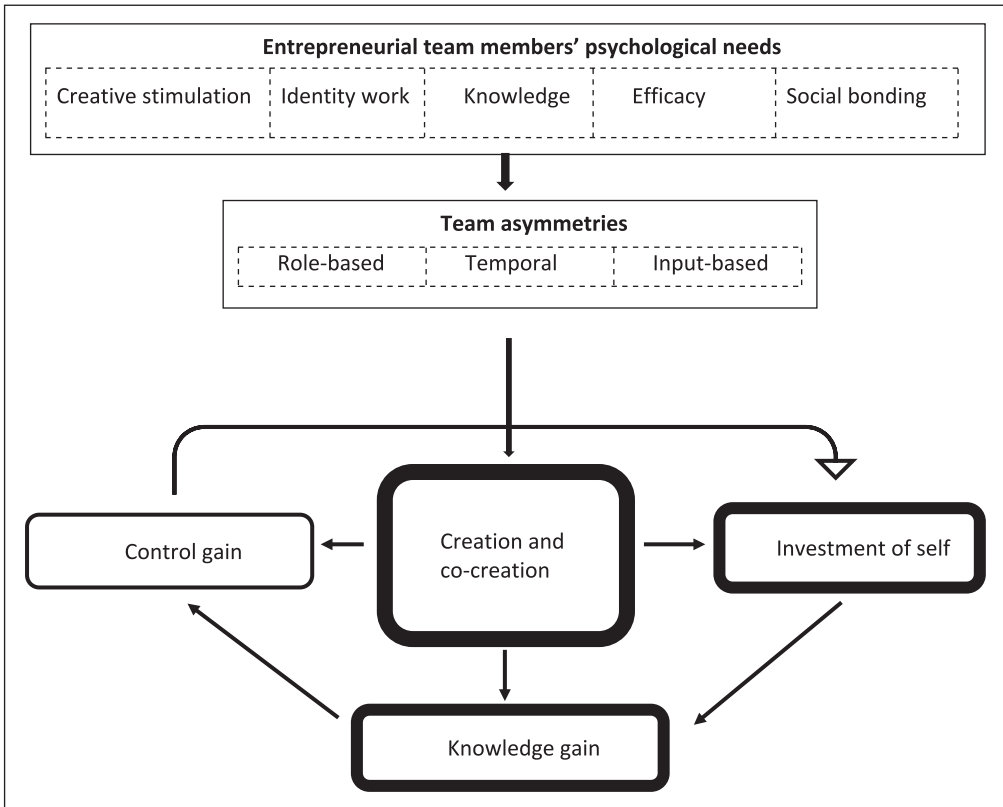 Entrepreneurial team members’ psychological needs
Creative stimulation Identity work Knowledge Efficacy Social bonding
Team asymmetries
Role-based Temporal Input-based
Creation and
co-creation
Control gain
Investment of self
Knowledge gain